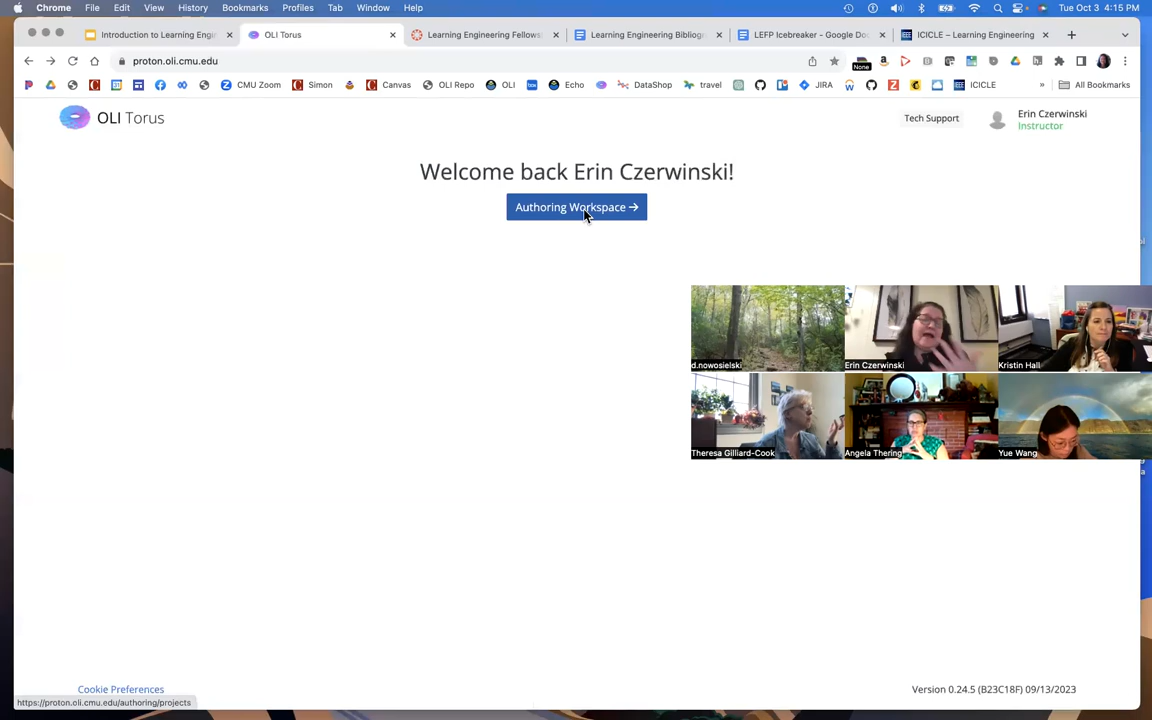 Chrome File Edit View History Bookmarks Profiles Tab Window Help Tue Oct 3 4:15 PM
Introduction to Learning Engi OLI Torus Learning Engineering Fellows Learning Engineering Bibliogra LEFP Icebreaker - Google Doc ICICLE – Learning Engineering
proton.oli.cmu.edu None
CMU Zoom Simon Canvas OLI Repo OLI Echo DataShop travel JIRA ICICLE » All Bookmarks
OLI Torus
Tech Support
Erin Czerwinski
Instructor
Welcome back Erin Czerwinski!
Authoring Workspace →
d.nowosielski
Erin Czerwinski
Kristin Hall
Theresa Gilliard-Cook
Angela Thering
Yue Wang
Cookie Preferences
Version 0.24.5 (B23C18F) 09/13/2023
https://proton.oli.cmu.edu/authoring/projects